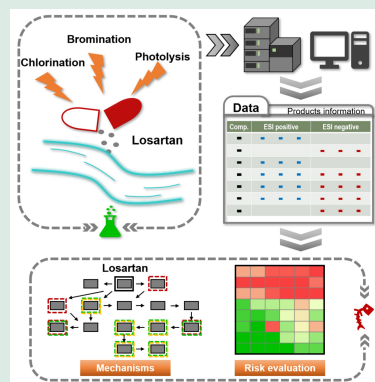 Bromination
Chlorination
Photolysis
Losartan
Data
Products information
Comp.
ESI positive
ESI negative
Losartan
Mechanisms
Risk evaluation